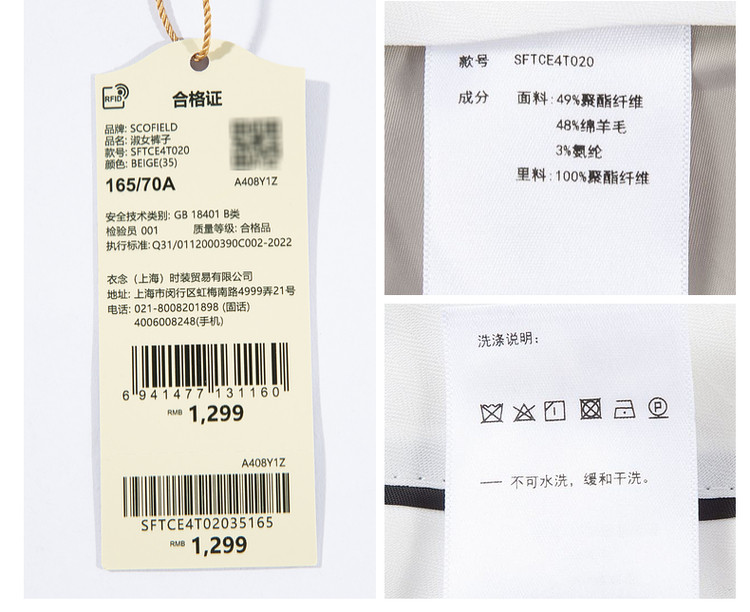 RFID
合格证
品牌: SCOFIELD
品名: 淑女裤子
款号: SFTCE4T020
颜色: BEIGE(35)
165/70A
A408Y1Z
安全技术类别: GB 18401 B类
检验员 001 质量等级: 合格品
执行标准: Q31/0112000390C002-2022
衣念（上海）时装贸易有限公司
地址: 上海市闵行区虹梅南路4999弄21号
电话: 021-8008201898 (固话)
4006008248(手机)
6 941477 131160
RMB 1,299
A408Y1Z
SFTCE4T02035165
RMB 1,299
款号 SFTCE4T020
成分 面料: 49%聚酯纤维
48%绵羊毛
3%氨纶
里料: 100%聚酯纤维
洗涤说明:
P
— 不可水洗，缓和干洗。